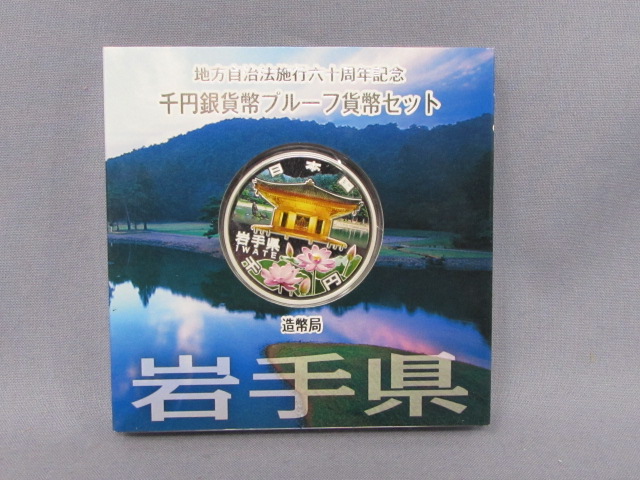 地方自治法施行六十周年記念
千円銀貨幣プルーフ貨幣セット
日本国
岩手県
IWATE
千円
造幣局
岩手県